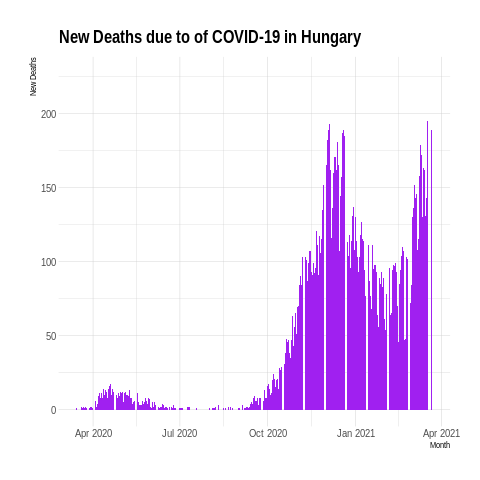 New Deaths due to of COVID-19 in Hungary
New Deaths
200
150
100
50
0
Apr 2020 Jul 2020 Oct 2020 Jan 2021 Apr 2021
Month